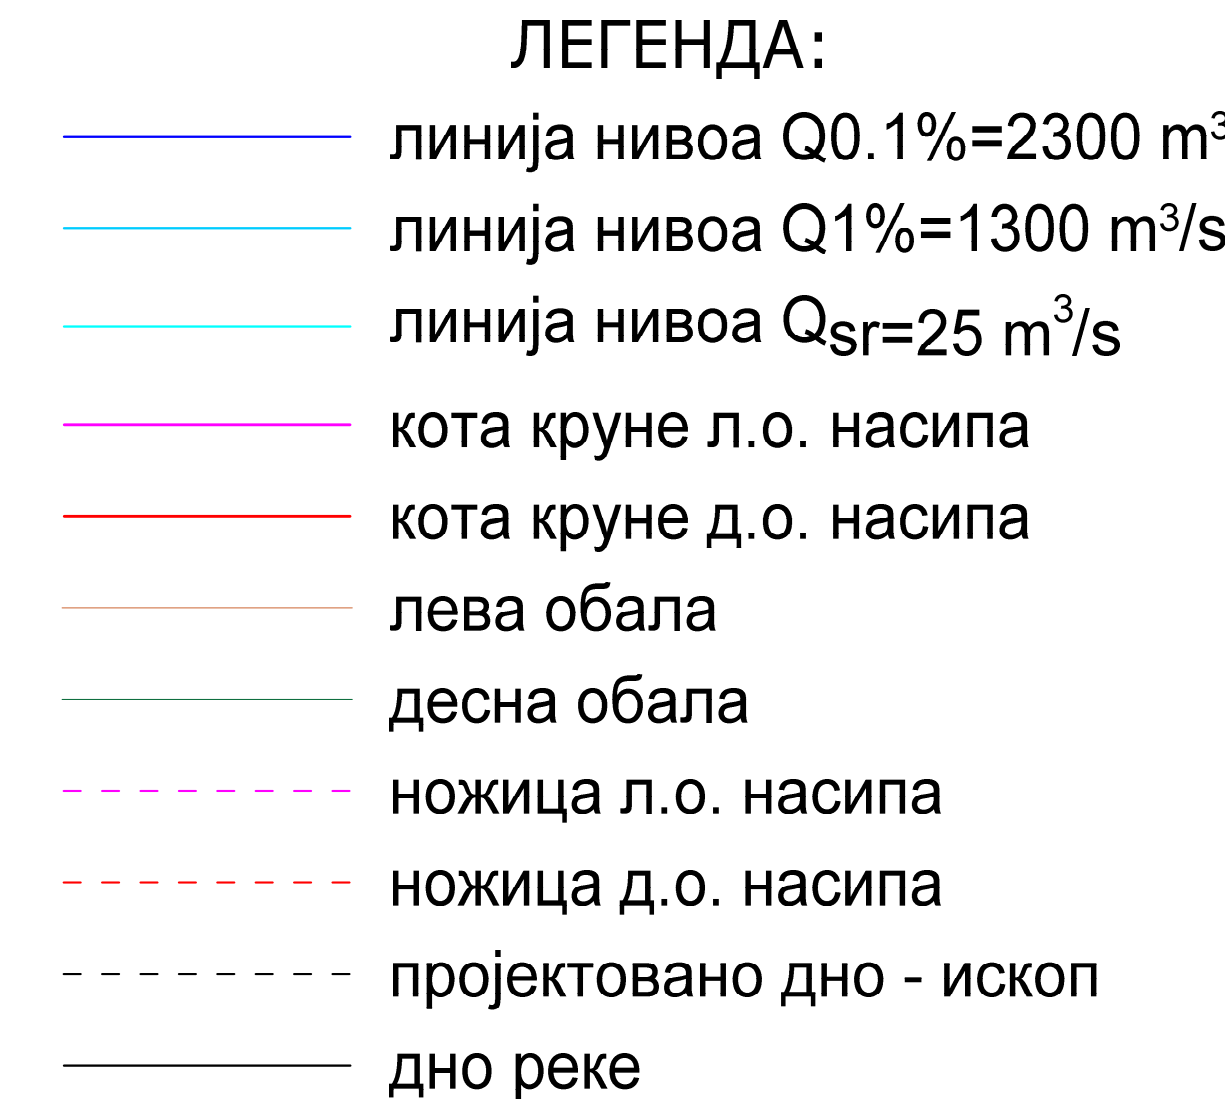 ЛЕГЕНДА:
линија нивоа Q0.1%=2300 m³
линија нивоа Q1%=1300 m³/s
линија нивоа Qsr=25 m³/s
кота круне л.о. насипа
кота круне д.о. насипа
лева обала
десна обала
ножица л.о. насипа
ножица д.о. насипа
пројектовано дно - ископ
дно реке